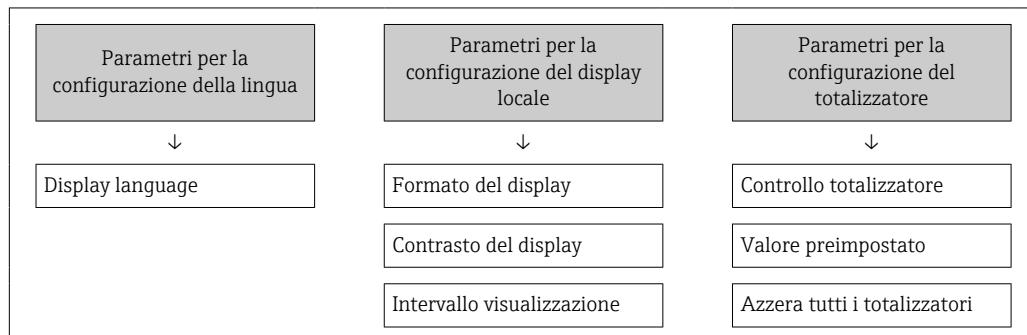 Parametri per la
configurazione della lingua
↓
Display language
Parametri per la
configurazione del display
locale
↓
Formato del display
Contrasto del display
Intervallo visualizzazione
Parametri per la
configurazione del
totalizzatore
↓
Controllo totalizzatore
Valore preimpostato
Azzera tutti i totalizzatori